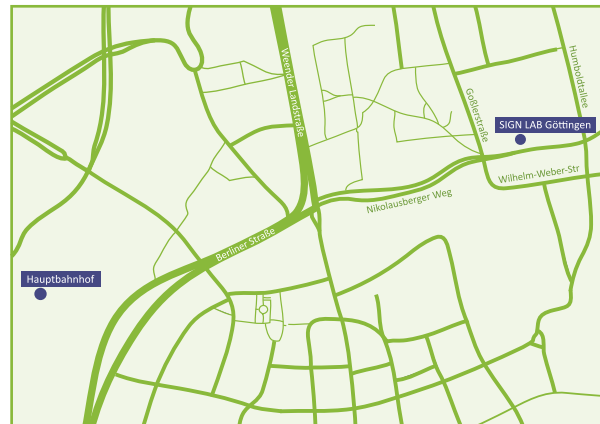 Weender Landstraße
Humboldtallee
Goßlerstraße
SIGN LAB Göttingen
Wilhelm-Weber-Str
Nikolausberger Weg
Berliner Straße
Hauptbahnhof